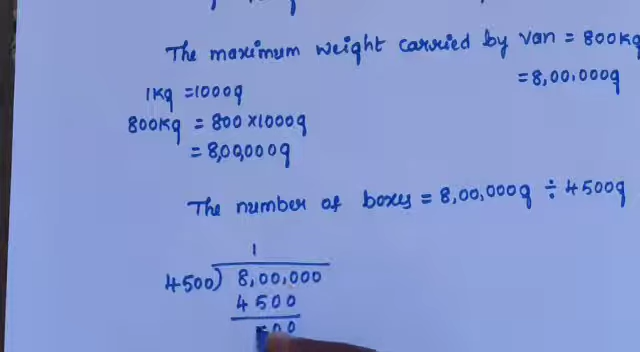 The maximum weight carried by van = 800kg
= 8,00,000g
1kg = 1000g
800kg = 800 x 1000g
= 8,00,000g
The number of boxes = 8,00,000g ÷ 4500g
1
4500) 8,00,000
4500
500